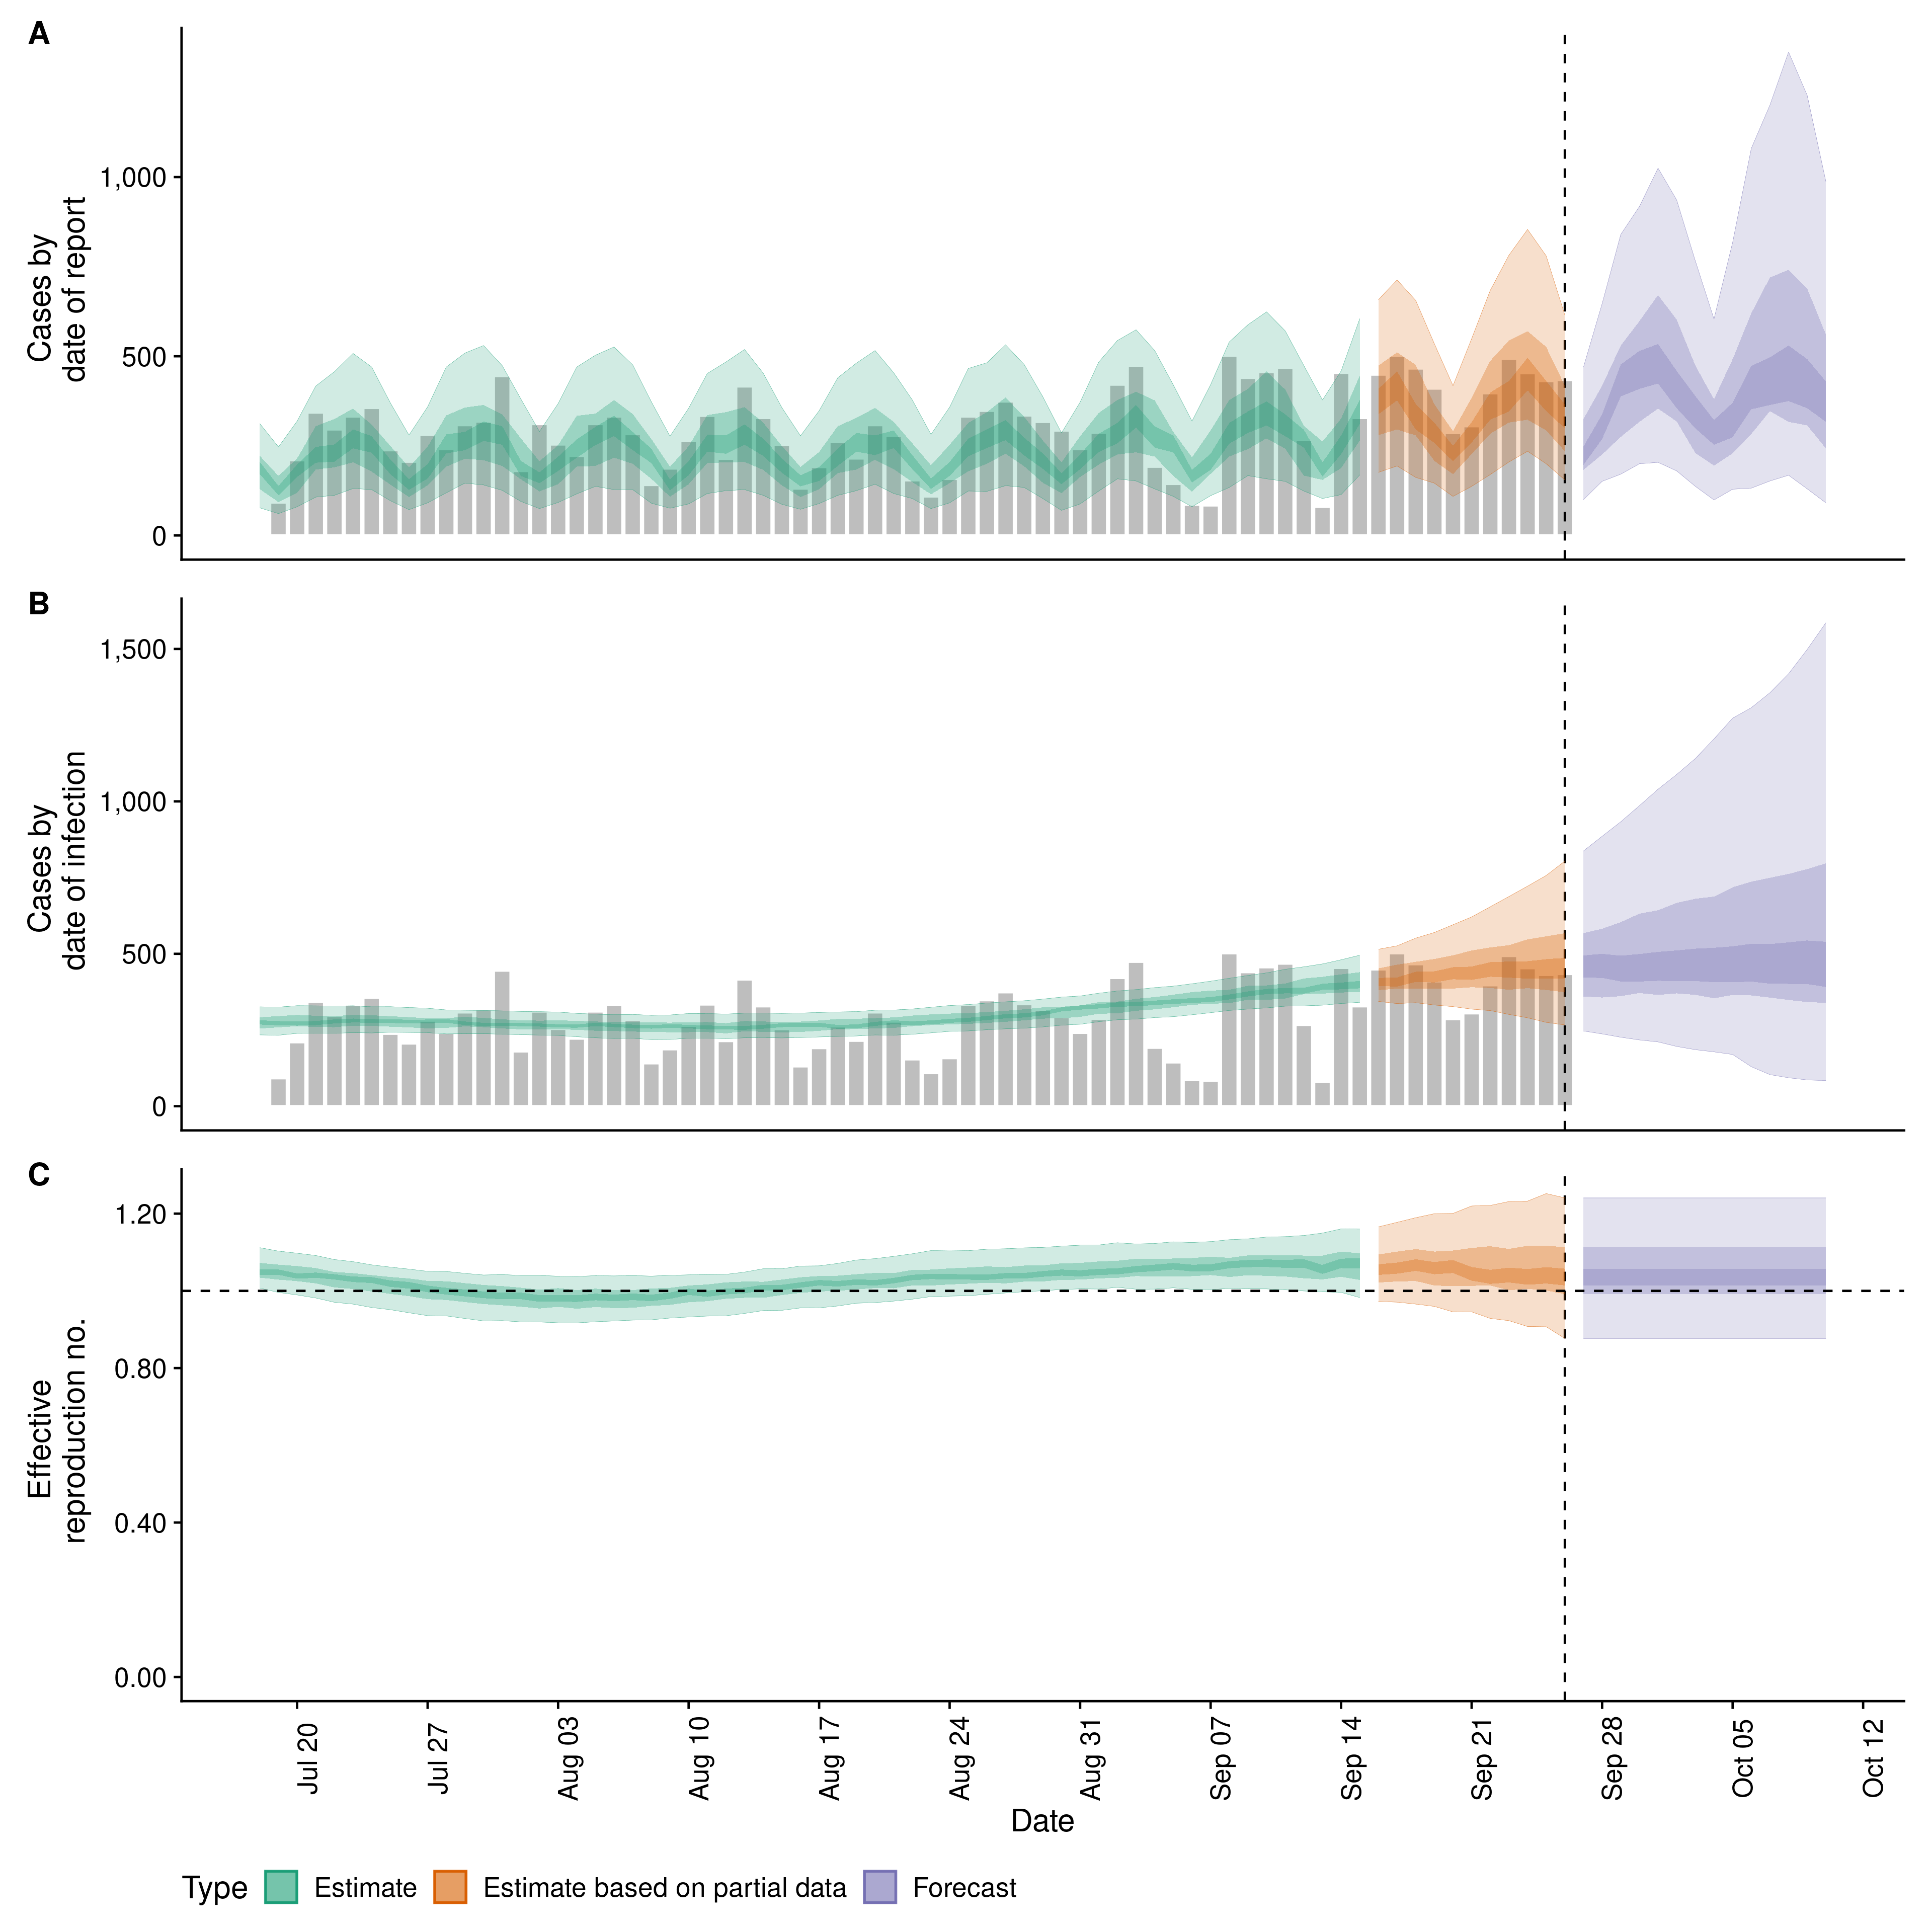 A
Cases by
date of report
1,000
500
0
B
Cases by
date of infection
1,500
1,000
500
0
C
Effective
reproduction no.
1.20
0.80
0.40
0.00
Jul 20
Jul 27
Aug 03
Aug 10
Aug 17
Aug 24
Aug 31
Sep 07
Sep 14
Sep 21
Sep 28
Oct 05
Oct 12
Date
Type Estimate Estimate based on partial data Forecast